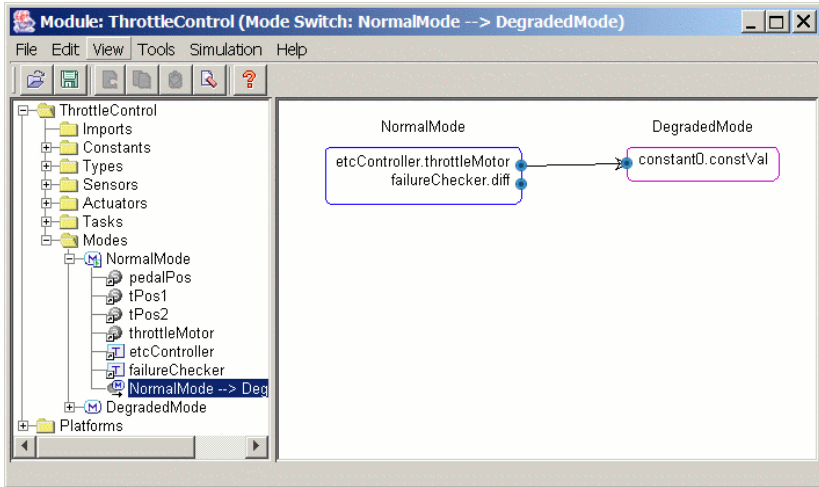 Module: ThrottleControl (Mode Switch: NormalMode --> DegradedMode)
File Edit View Tools Simulation Help
ThrottleControl
Imports
Constants
Types
Sensors
Actuators
Tasks
Modes
NormalMode
pedalPos
tPos1
tPos2
throttleMotor
etcController
failureChecker
NormalMode --> Deg
DegradedMode
Platforms
NormalMode
DegradedMode
etcController.throttleMotor
failureChecker.diff
constant0.constVal